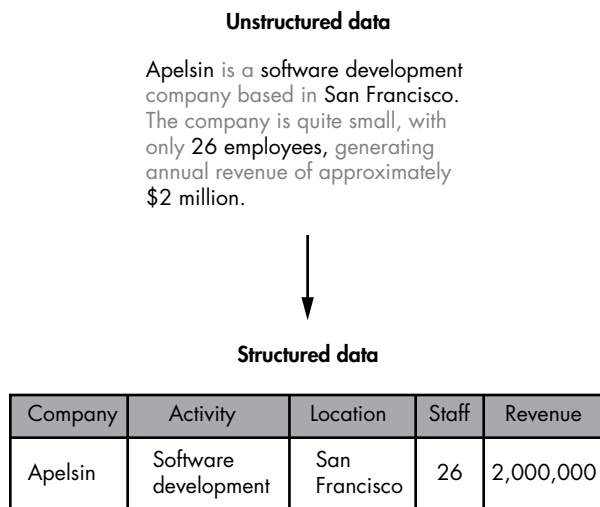 Unstructured data
Apelsin is a software development
company based in San Francisco.
The company is quite small, with
only 26 employees, generating
annual revenue of approximately
$2 million.
Structured data
Company Activity Location Staff Revenue
Apelsin Software development San Francisco 26 2,000,000